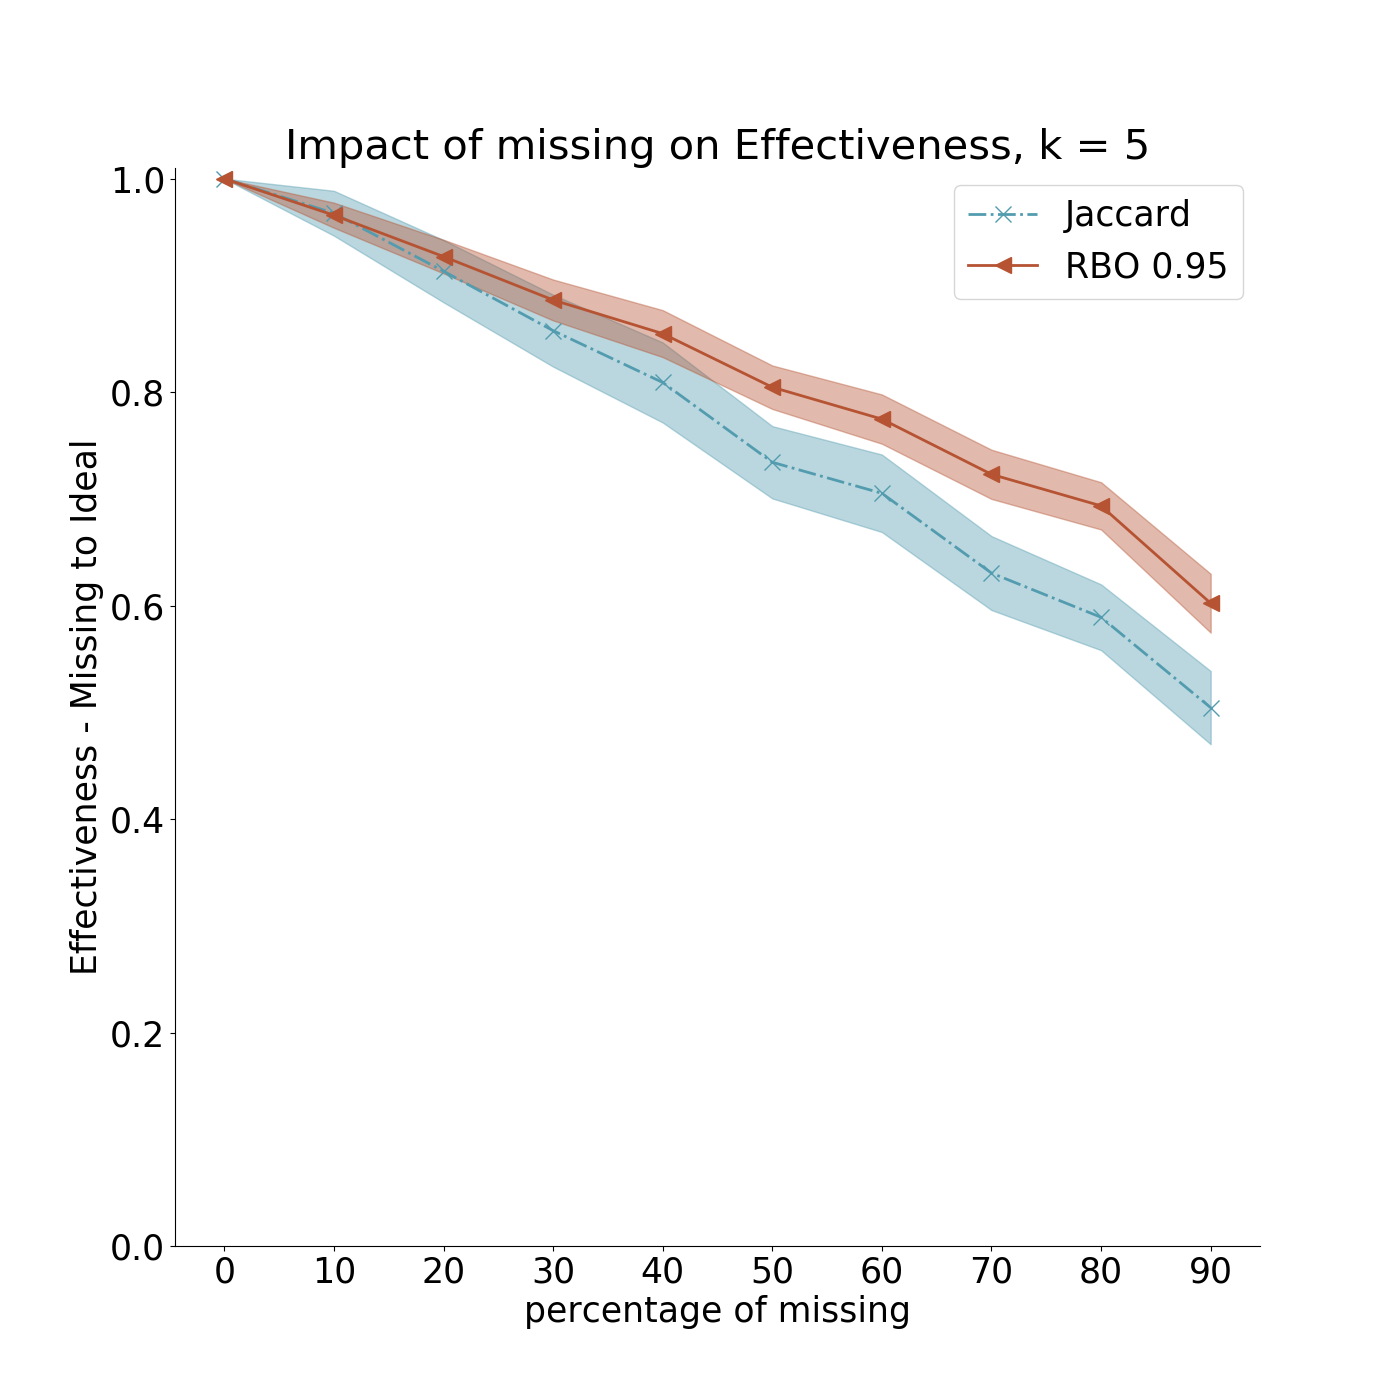 Impact of missing on Effectiveness, k = 5
Jaccard
RBO 0.95
Effectiveness - Missing to Ideal
1.0
0.8
0.6
0.4
0.2
0.0
0 10 20 30 40 50 60 70 80 90
percentage of missing